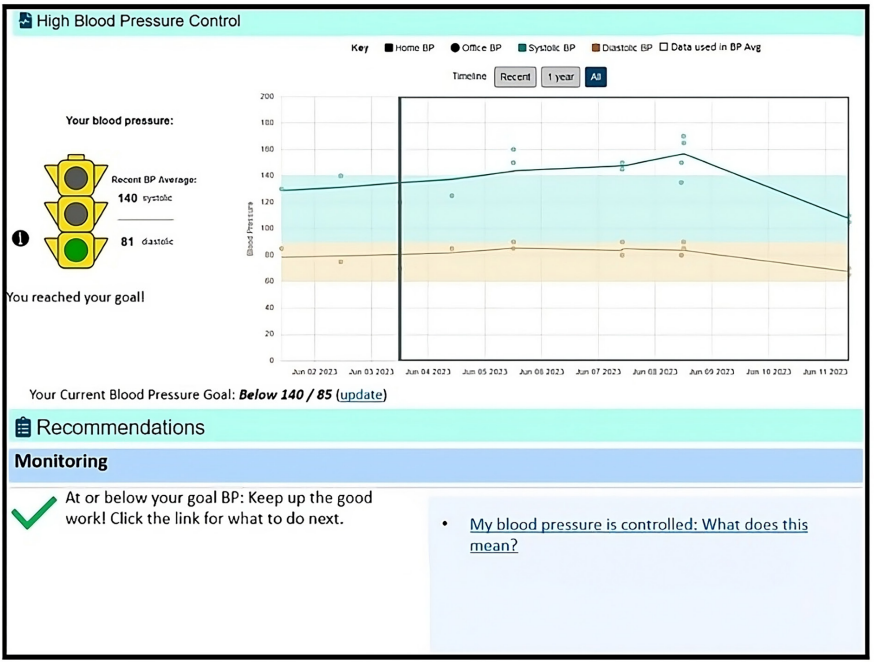 High Blood Pressure Control
Key Home BP Office BP Systolic BP Diastolic BP Data used in BP Avg
Timeline Recent 1 year All
Your blood pressure:
Recent BP Average:
140 systolic
81 diastolic
1
You reached your goal!
Blood Pressure
200
180
160
140
120
100
80
60
40
20
0
Jun 02 2023 Jun 03 2023 Jun 04 2023 Jun 05 2023 Jun 06 2023 Jun 07 2023 Jun 08 2023 Jun 09 2023 Jun 10 2023 Jun 11 2023
Your Current Blood Pressure Goal: Below 140 / 85 (update)
Recommendations
Monitoring
At or below your goal BP: Keep up the good
work! Click the link for what to do next.
• My blood pressure is controlled: What does this
mean?